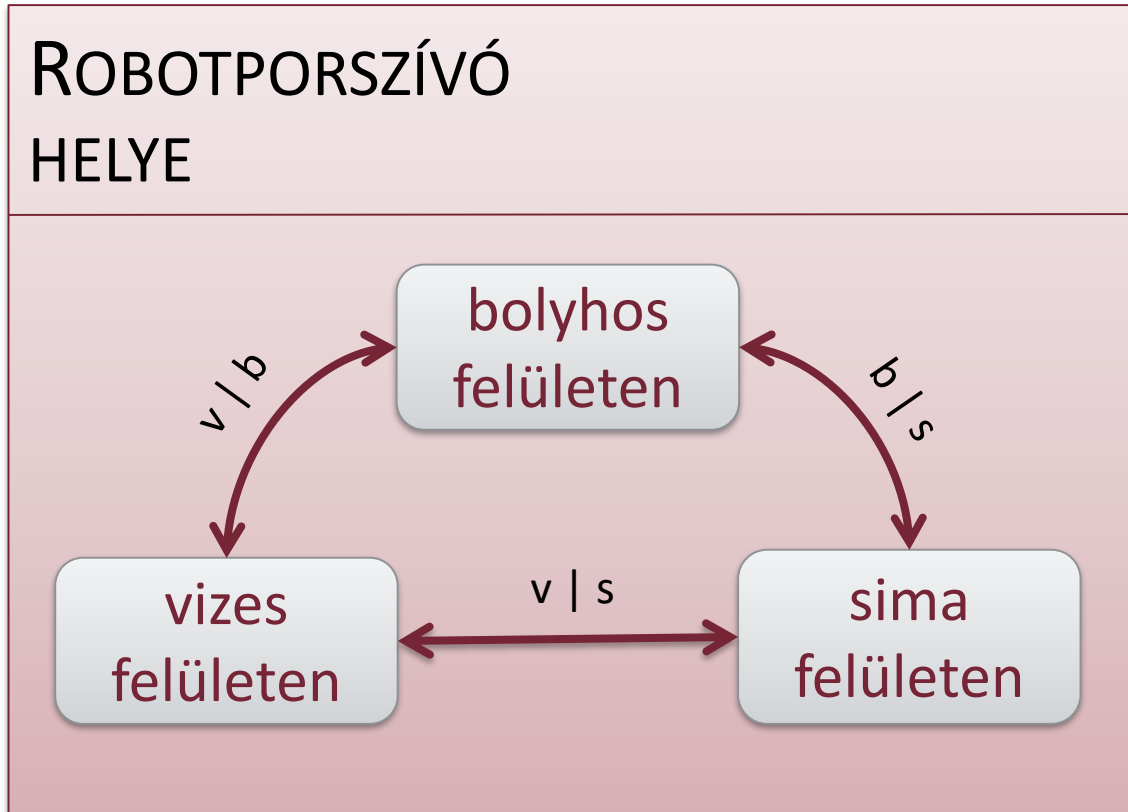 ROBOTPORSZÍVÓ
HELYE
bolyhos
felületen
v | b
b | s
vizes
felületen
v | s
sima
felületen